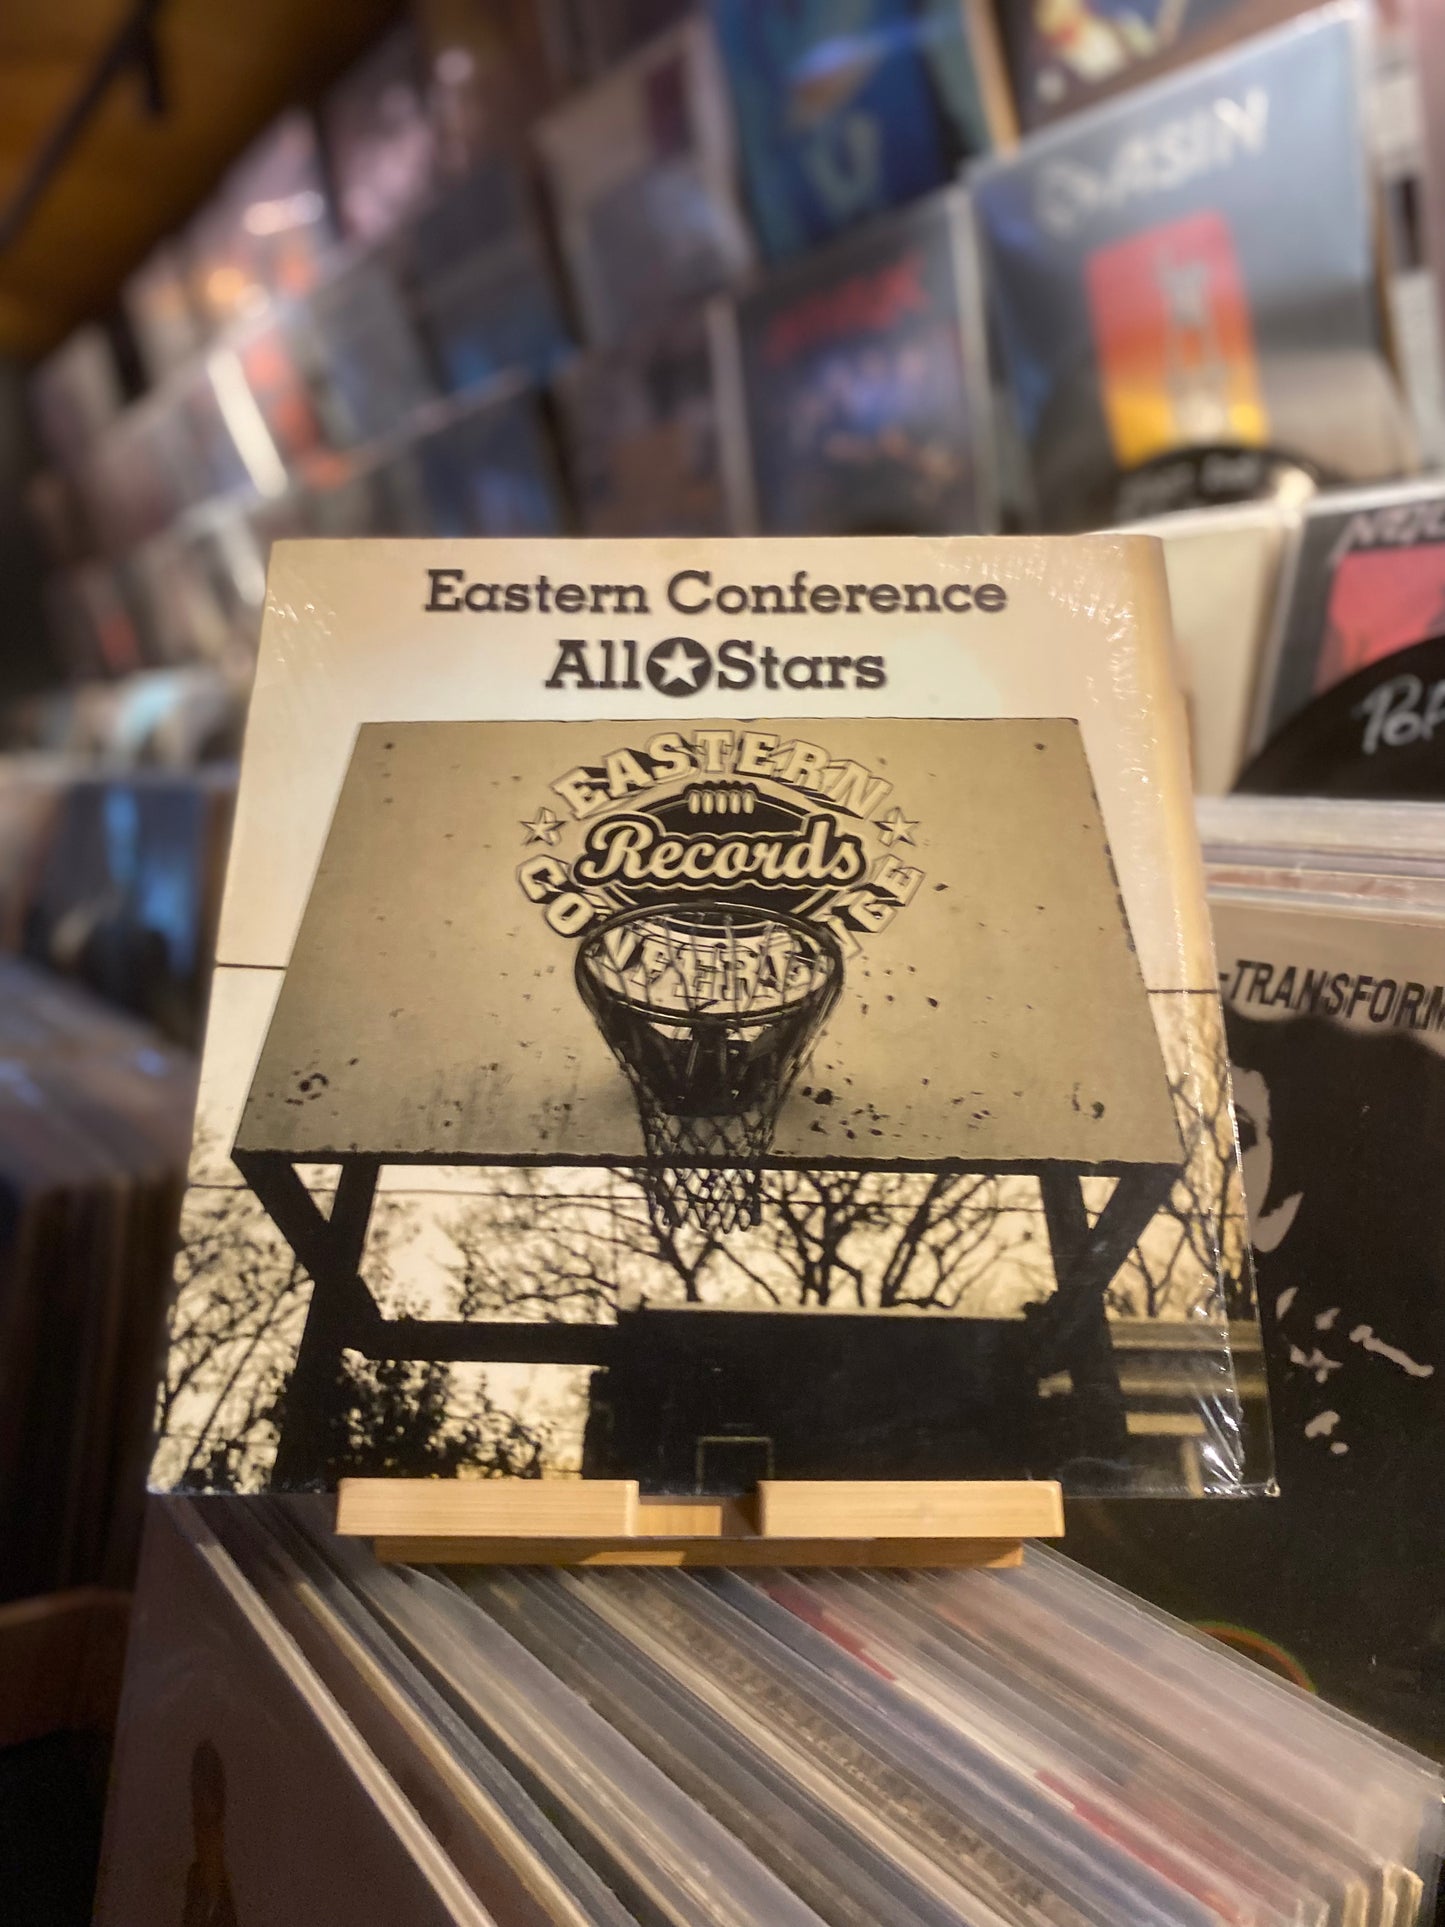 Eastern Conference
All★Stars
EASTERN
Records
CONFERENCE
-TRANSFORM